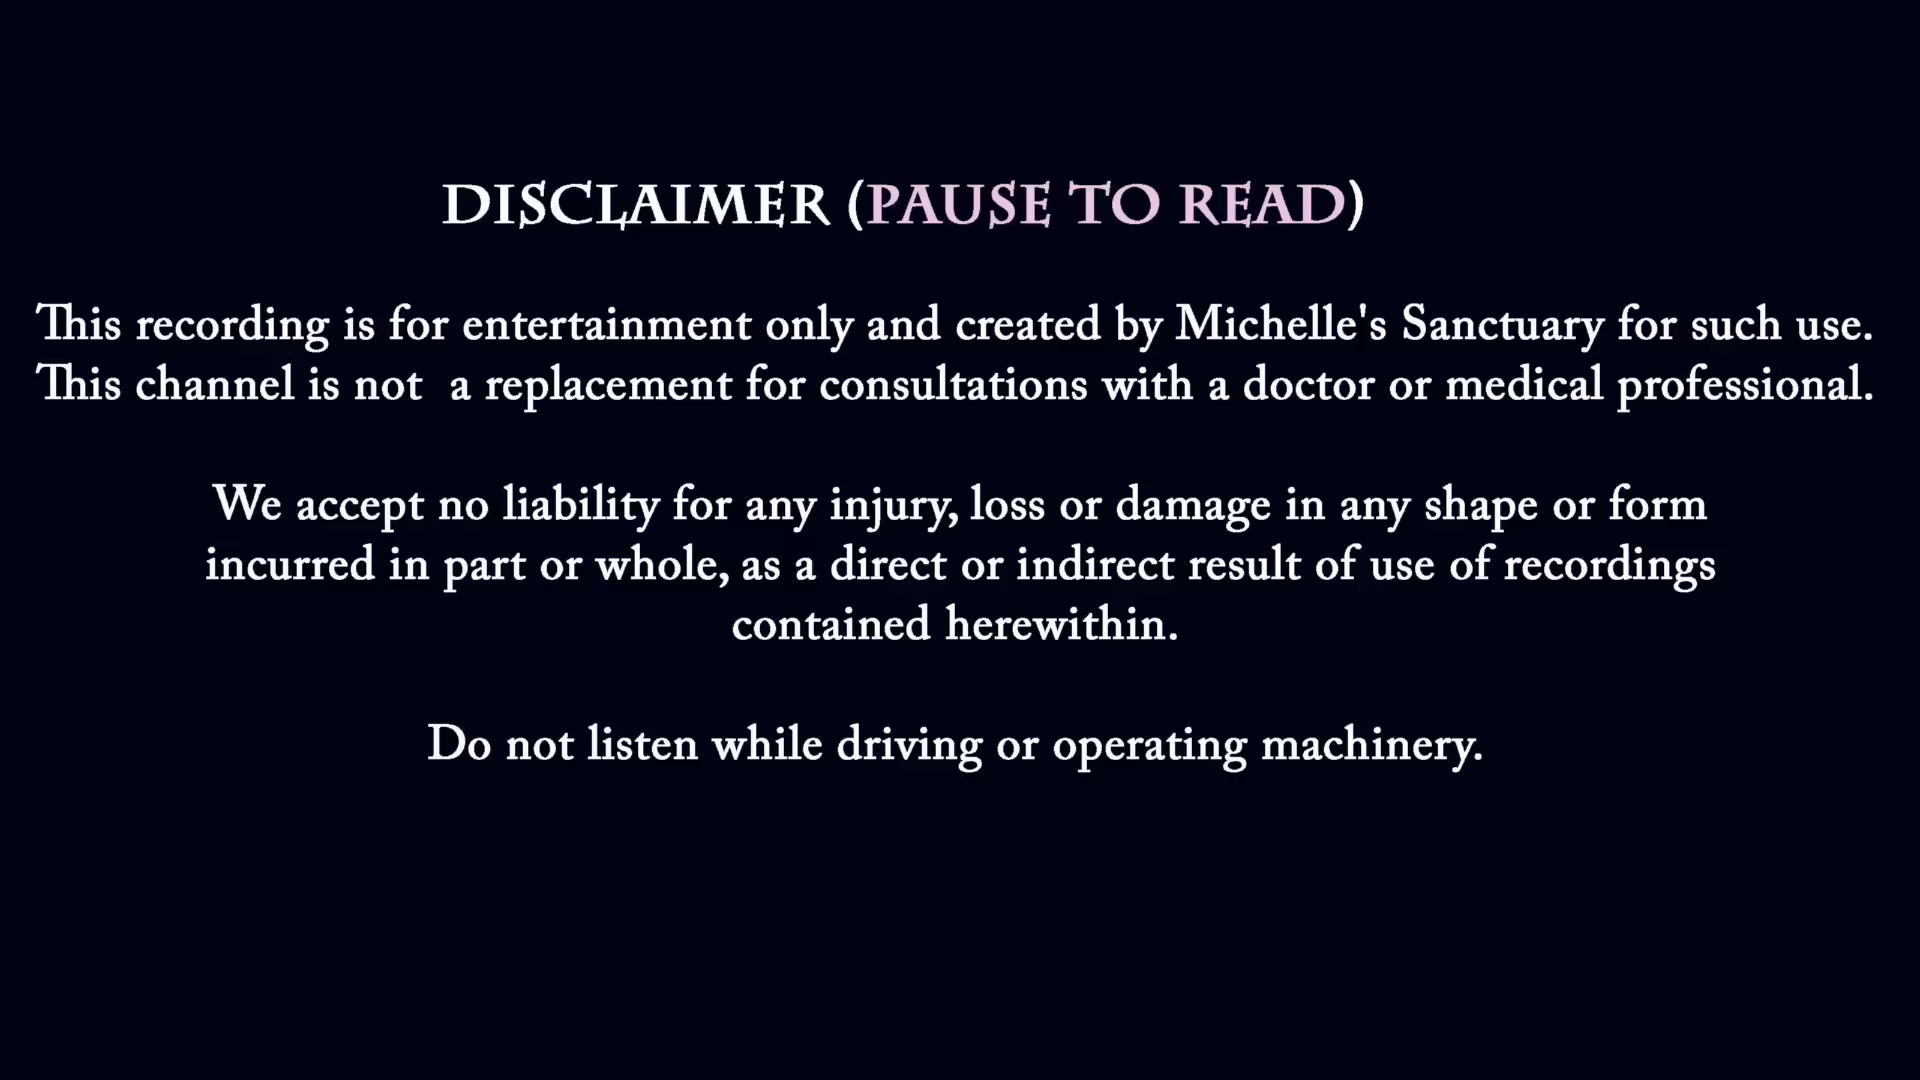 DISCLAIMER (PAUSE TO READ)
This recording is for entertainment only and created by Michelle's Sanctuary for such use.
This channel is not  a replacement for consultations with a doctor or medical professional.
We accept no liability for any injury, loss or damage in any shape or form
incurred in part or whole, as a direct or indirect result of use of recordings
contained herewithin.
Do not listen while driving or operating machinery.